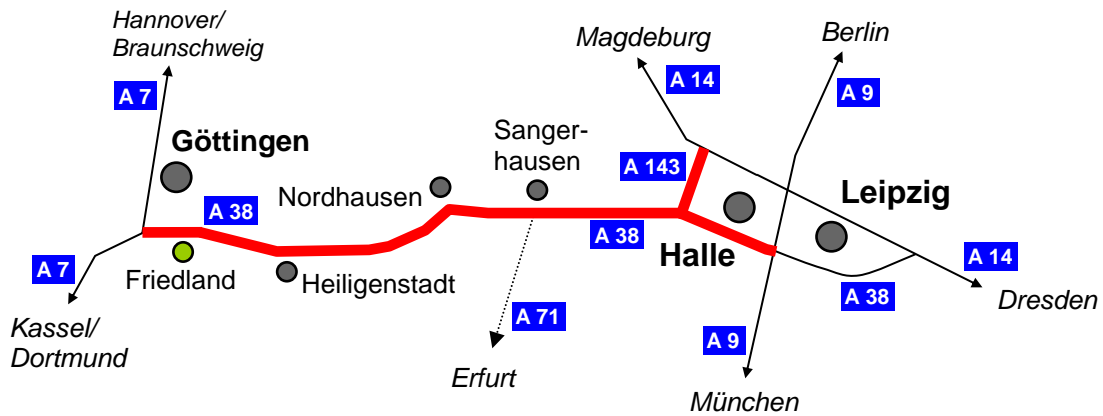 Hannover/
Braunschweig
Magdeburg
Berlin
A 7
A 14
A 9
Göttingen
Sanger-
hausen
A 143
Nordhausen
Leipzig
A 38
A 38
Halle
A 7
Friedland
Heiligenstadt
A 14
A 38
Dresden
Kassel/
Dortmund
A 71
A 9
Erfurt
München